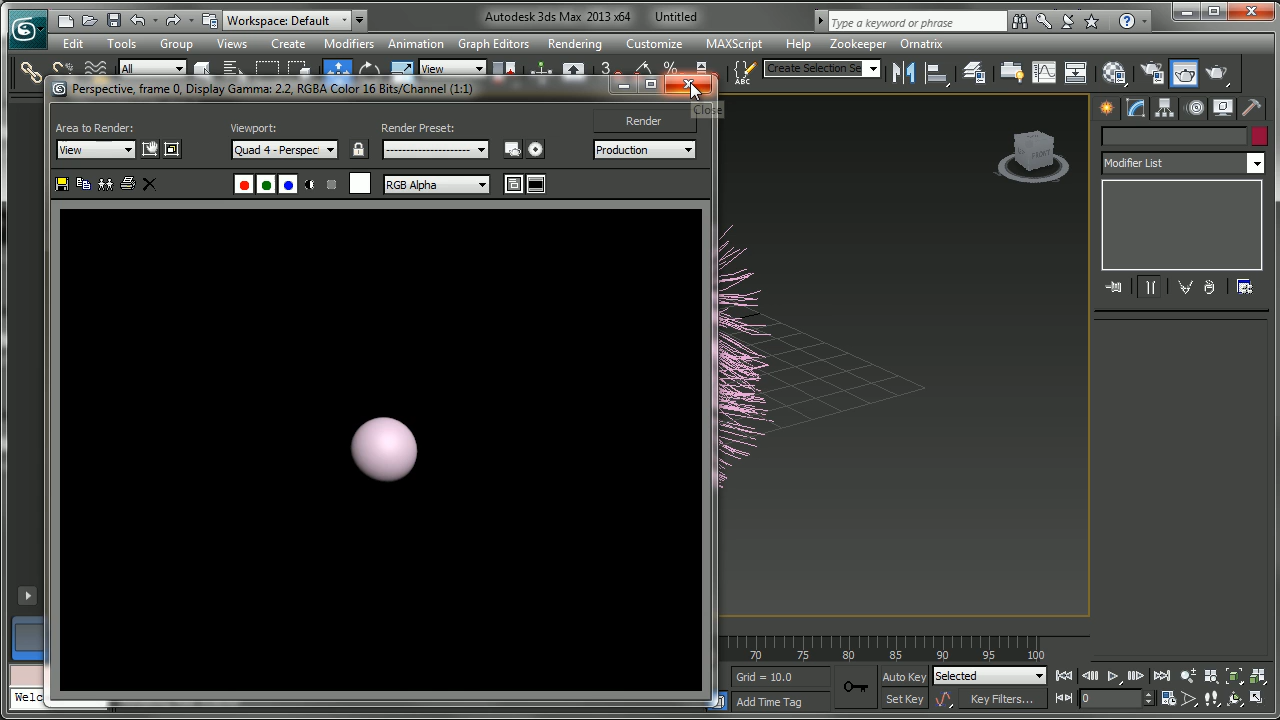 Workspace: Default
Autodesk 3ds Max 2013 x64
Untitled
Type a keyword or phrase
Edit
Tools
Group
Views
Create
Modifiers
Animation
Graph Editors
Rendering
Customize
MAXScript
Help
Zookeeper
Ornatrix
All
View
3
%
ABC
Create Selection Se
Perspective, frame 0, Display Gamma: 2.2, RGBA Color 16 Bits/Channel (1:1)
Close
Area to Render:
Viewport:
Render Preset:
Render
View
Quad 4 - Perspect
Production
RGB Alpha
Modifier List
70 75 80 85 90 95 100
Grid = 10.0
Auto Key
Selected
Welc
Add Time Tag
Set Key
Key Filters...
0